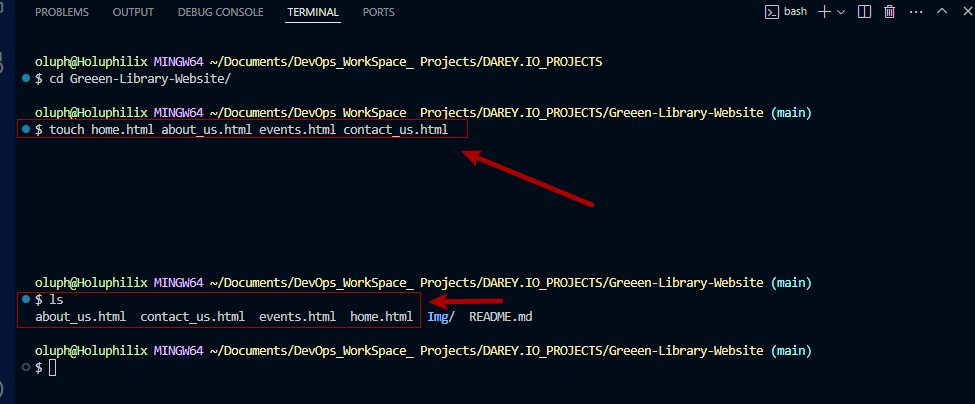 PROBLEMS OUTPUT DEBUG CONSOLE TERMINAL PORTS bash
oluph@Holuphilix MINGW64 ~/Documents/DevOps_WorkSpace_ Projects/DAREY.IO_PROJECTS
$ cd Greeen-Library-Website/
oluph@Holuphilix MINGW64 ~/Documents/DevOps_WorkSpace_ Projects/DAREY.IO_PROJECTS/Greeen-Library-Website (main)
$ touch home.html about_us.html events.html contact_us.html
oluph@Holuphilix MINGW64 ~/Documents/DevOps_WorkSpace_ Projects/DAREY.IO_PROJECTS/Greeen-Library-Website (main)
$ ls
about_us.html contact_us.html events.html home.html Img/ README.md
oluph@Holuphilix MINGW64 ~/Documents/DevOps_WorkSpace_ Projects/DAREY.IO_PROJECTS/Greeen-Library-Website (main)
$